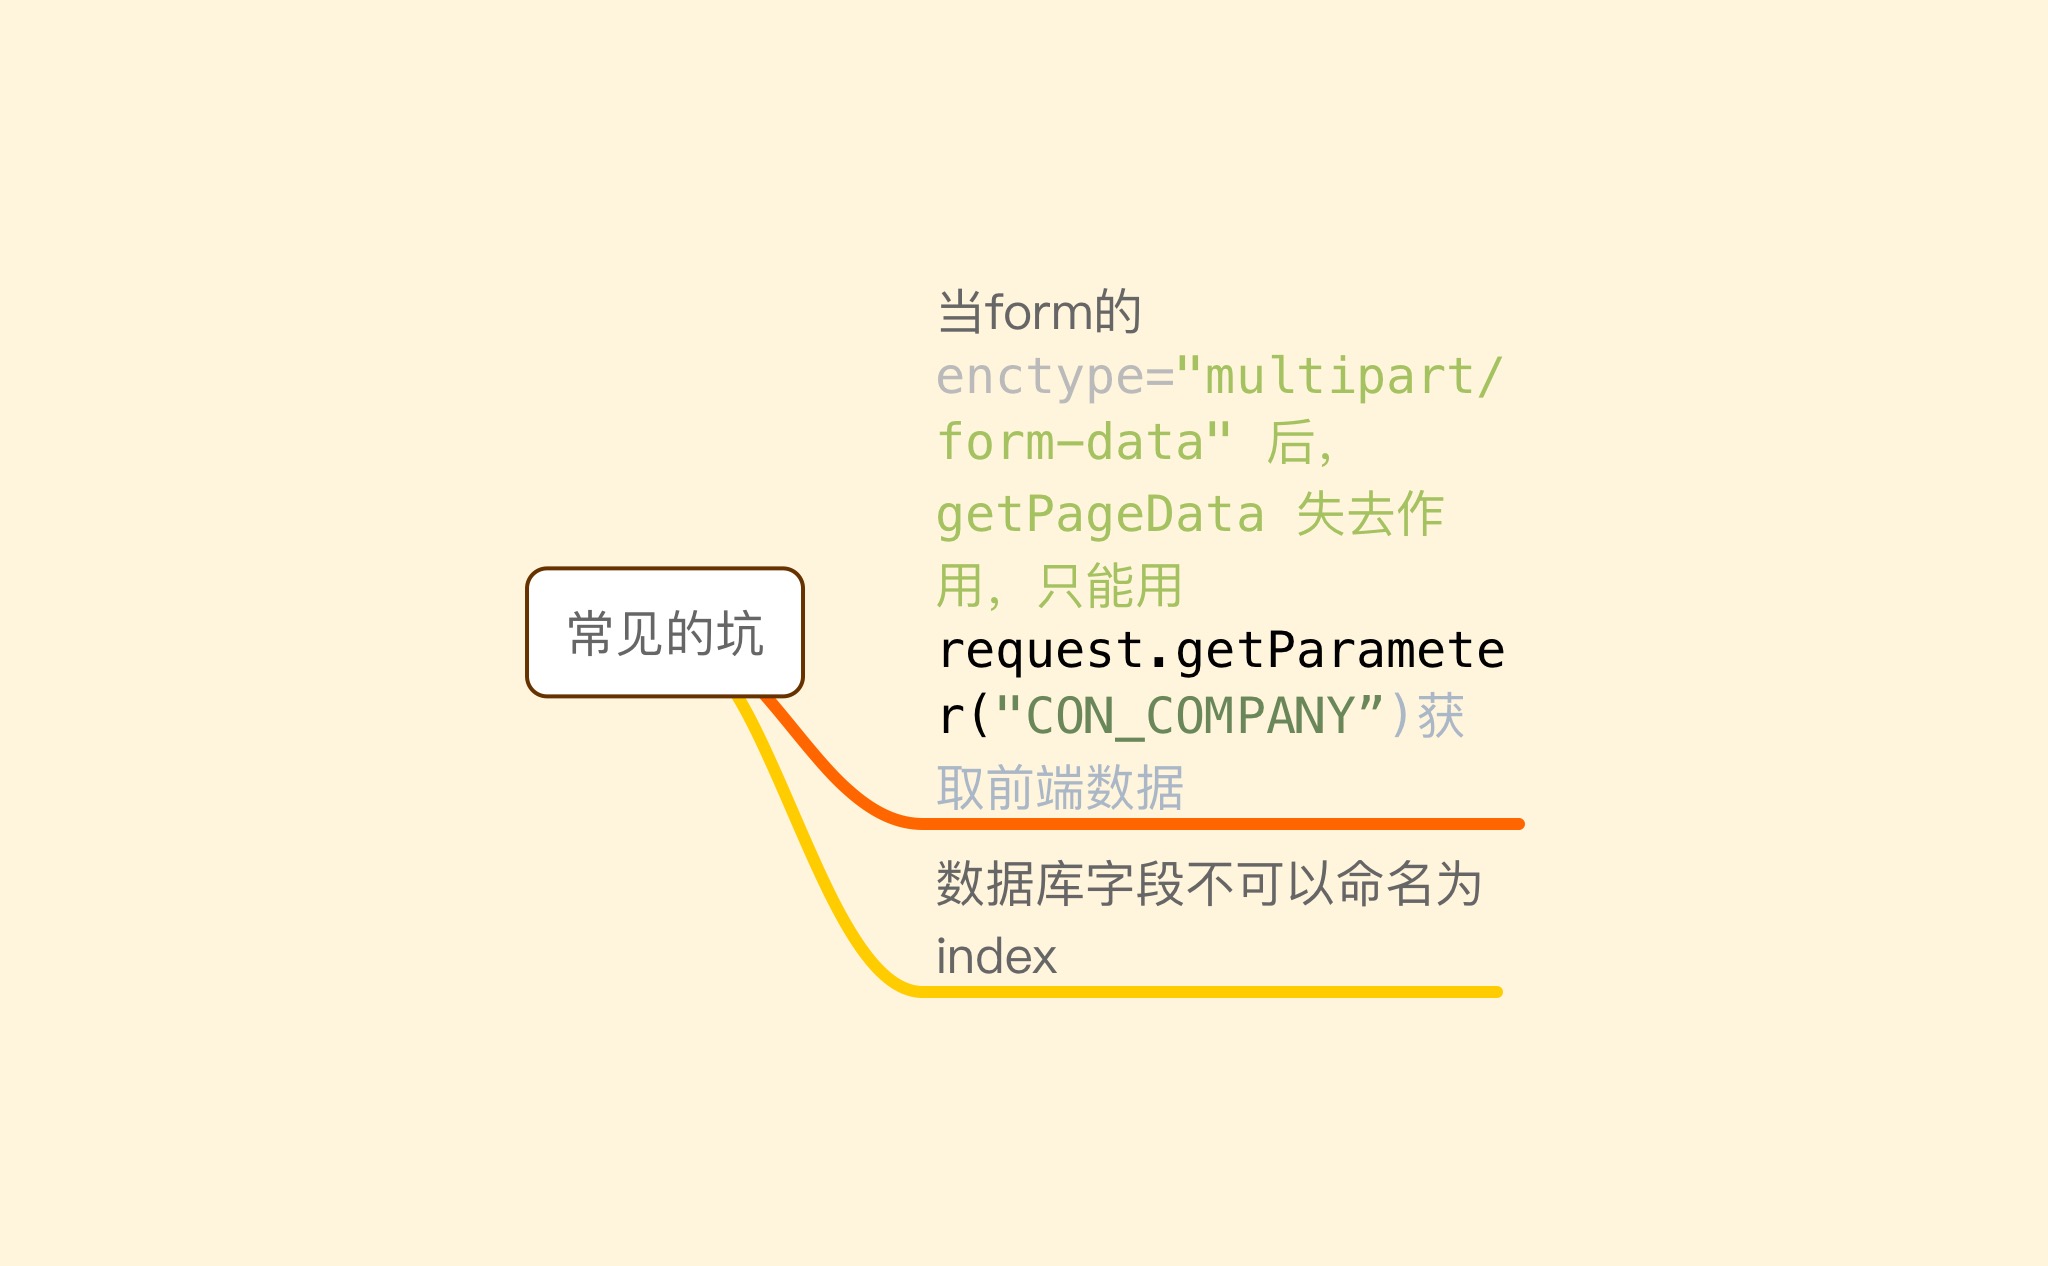 常见的坑
当form的
enctype="multipart/
form-data" 后，
getPageData 失去作
用，只能用
request.getParamete
r("CON_COMPANY”)获
取前端数据
数据库字段不可以命名为
index